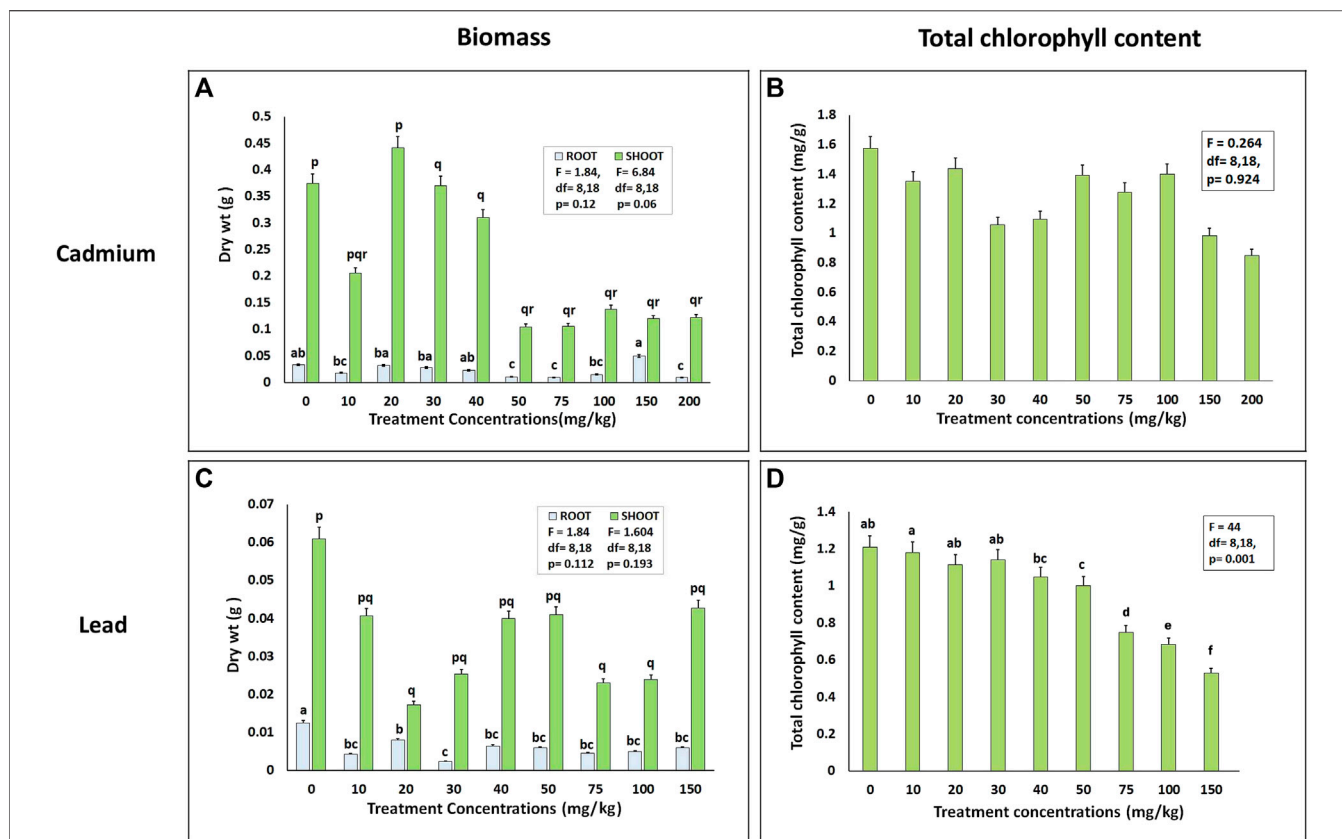 Biomass
Total chlorophyll content
Cadmium
A
Dry wt (g )
0.5
0.45
0.4
0.35
0.3
0.25
0.2
0.15
0.1
0.05
0
ROOT SHOOT
F = 1.84, F = 6.84
df= 8,18 df= 8,18
p= 0.12 p= 0.06
ab p bc pqr ba p ba q ab q c qr c qr bc qr a qr c qr
0 10 20 30 40 50 75 100 150 200
Treatment Concentrations(mg/kg)
B
Total chlorophyll content (mg/g)
1.8
1.6
1.4
1.2
1
0.8
0.6
0.4
0.2
0
F = 0.264
df= 8,18,
p= 0.924
0 10 20 30 40 50 75 100 150 200
Treatment concentrations (mg/kg)
Lead
C
Dry wt (g )
0.07
0.06
0.05
0.04
0.03
0.02
0.01
0
ROOT SHOOT
F = 1.84 F= 1.604
df= 8,18 df= 8,18
p= 0.112 p= 0.193
a p bc pq b q c pq bc pq bc pq bc q bc q bc pq
0 10 20 30 40 50 75 100 150
Treatment Concentrations (mg/kg)
D
Total chlorophyll content (mg/g)
1.4
1.2
1
0.8
0.6
0.4
0.2
0
F = 44
df= 8,18,
p= 0.001
ab a ab ab bc c d e f
0 10 20 30 40 50 75 100 150
Treatment concentrations (mg/kg)